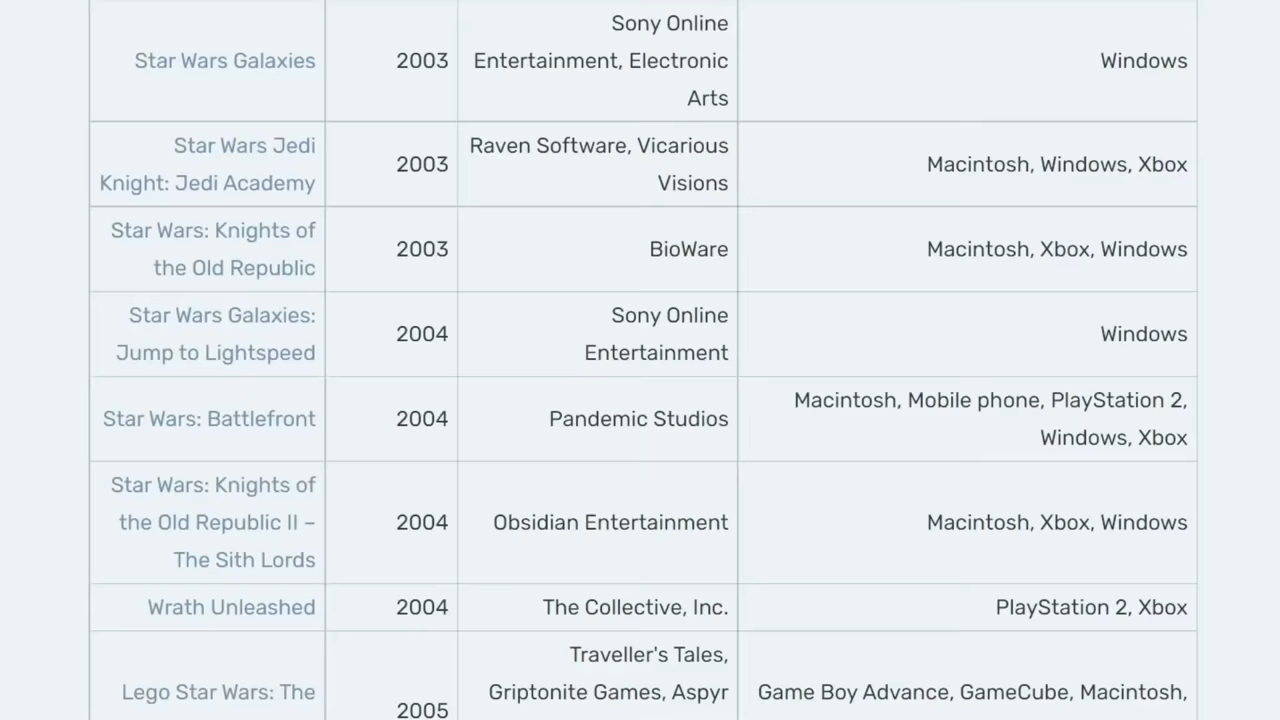 Sony Online
Star Wars Galaxies 2003 Entertainment, Electronic Windows
Arts
Star Wars Jedi Raven Software, Vicarious
2003 Macintosh, Windows, Xbox
Knight: Jedi Academy Visions
Star Wars: Knights of
2003 BioWare Macintosh, Xbox, Windows
the Old Republic
Star Wars Galaxies: Sony Online
2004 Windows
Jump to Lightspeed Entertainment
Macintosh, Mobile phone, PlayStation 2,
Star Wars: Battlefront 2004 Pandemic Studios
Windows, Xbox
Star Wars: Knights of
the Old Republic II – 2004 Obsidian Entertainment Macintosh, Xbox, Windows
The Sith Lords
Wrath Unleashed 2004 The Collective, Inc. PlayStation 2, Xbox
Traveller's Tales,
Lego Star Wars: The Griptonite Games, Aspyr Game Boy Advance, GameCube, Macintosh,
2005